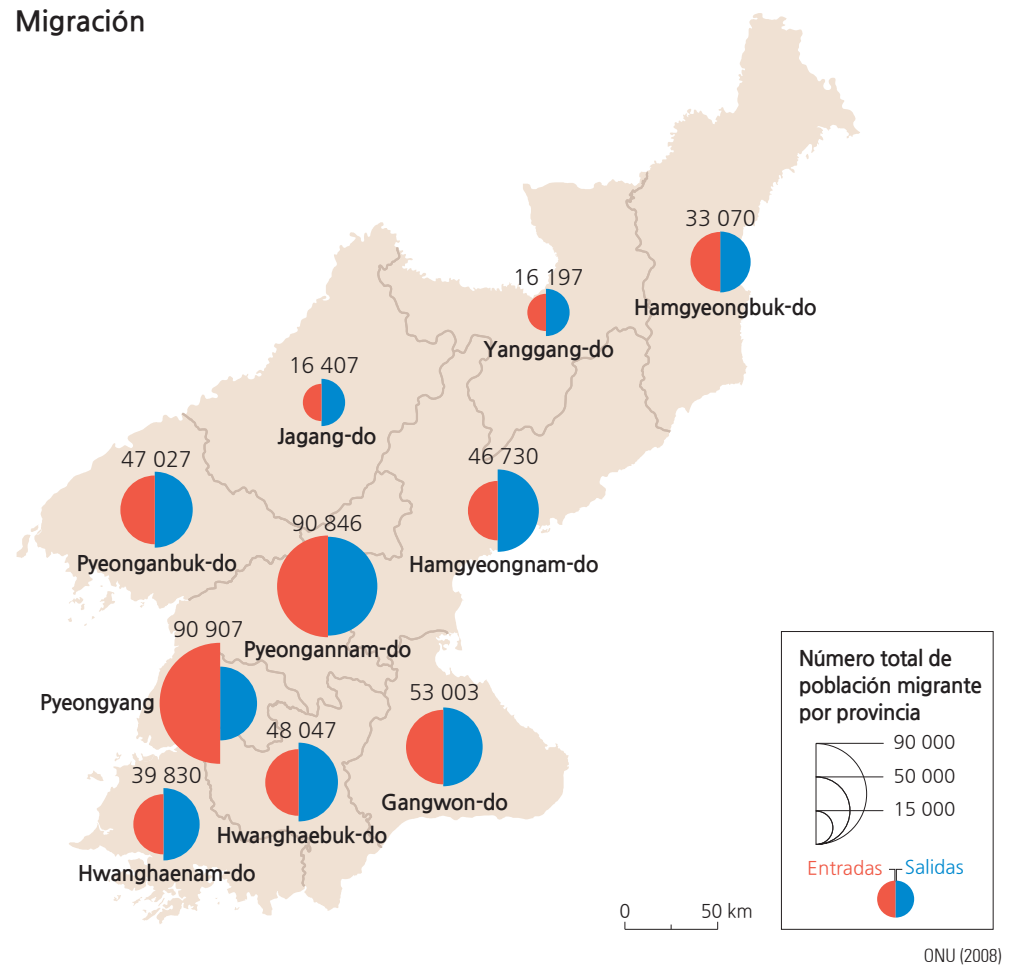 Migración
33 070
Hamgyeongbuk-do
16 197
Yanggang-do
16 407
Jagang-do
47 027
Pyeonganbuk-do
46 730
Hamgyeongnam-do
90 846
Pyeongannam-do
90 907
Pyeongyang
53 003
Gangwon-do
48 047
Hwanghaebuk-do
39 830
Hwanghaenam-do
Número total de
población migrante
por provincia
90 000
50 000
15 000
Entradas
Salidas
0 50 km
ONU (2008)